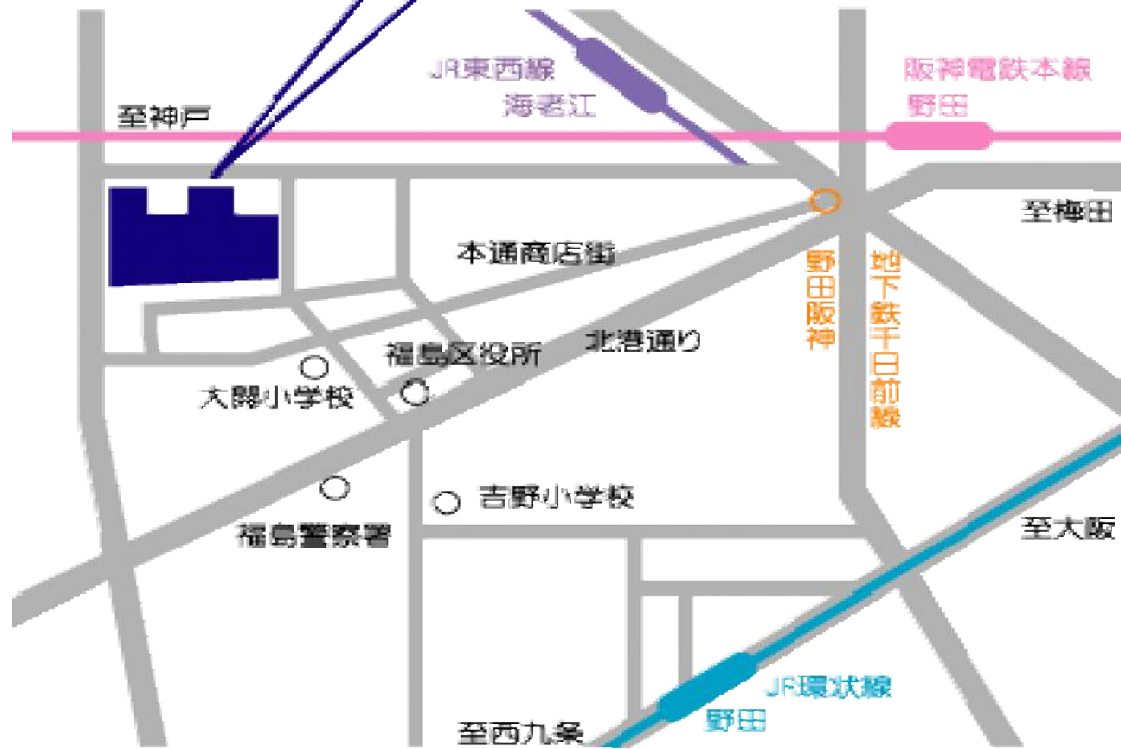 JR東西線
海老江
阪神電鉄本線
野田
至神戸
至梅田
本通商店街
野田阪神
地下鉄千日前線
北港通り
福島区役所
大開小学校
福島警察署
吉野小学校
至大阪
JR環状線
野田
至西九条